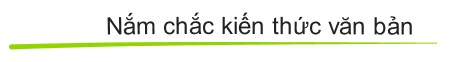 Nắm chắc kiến thức văn bản